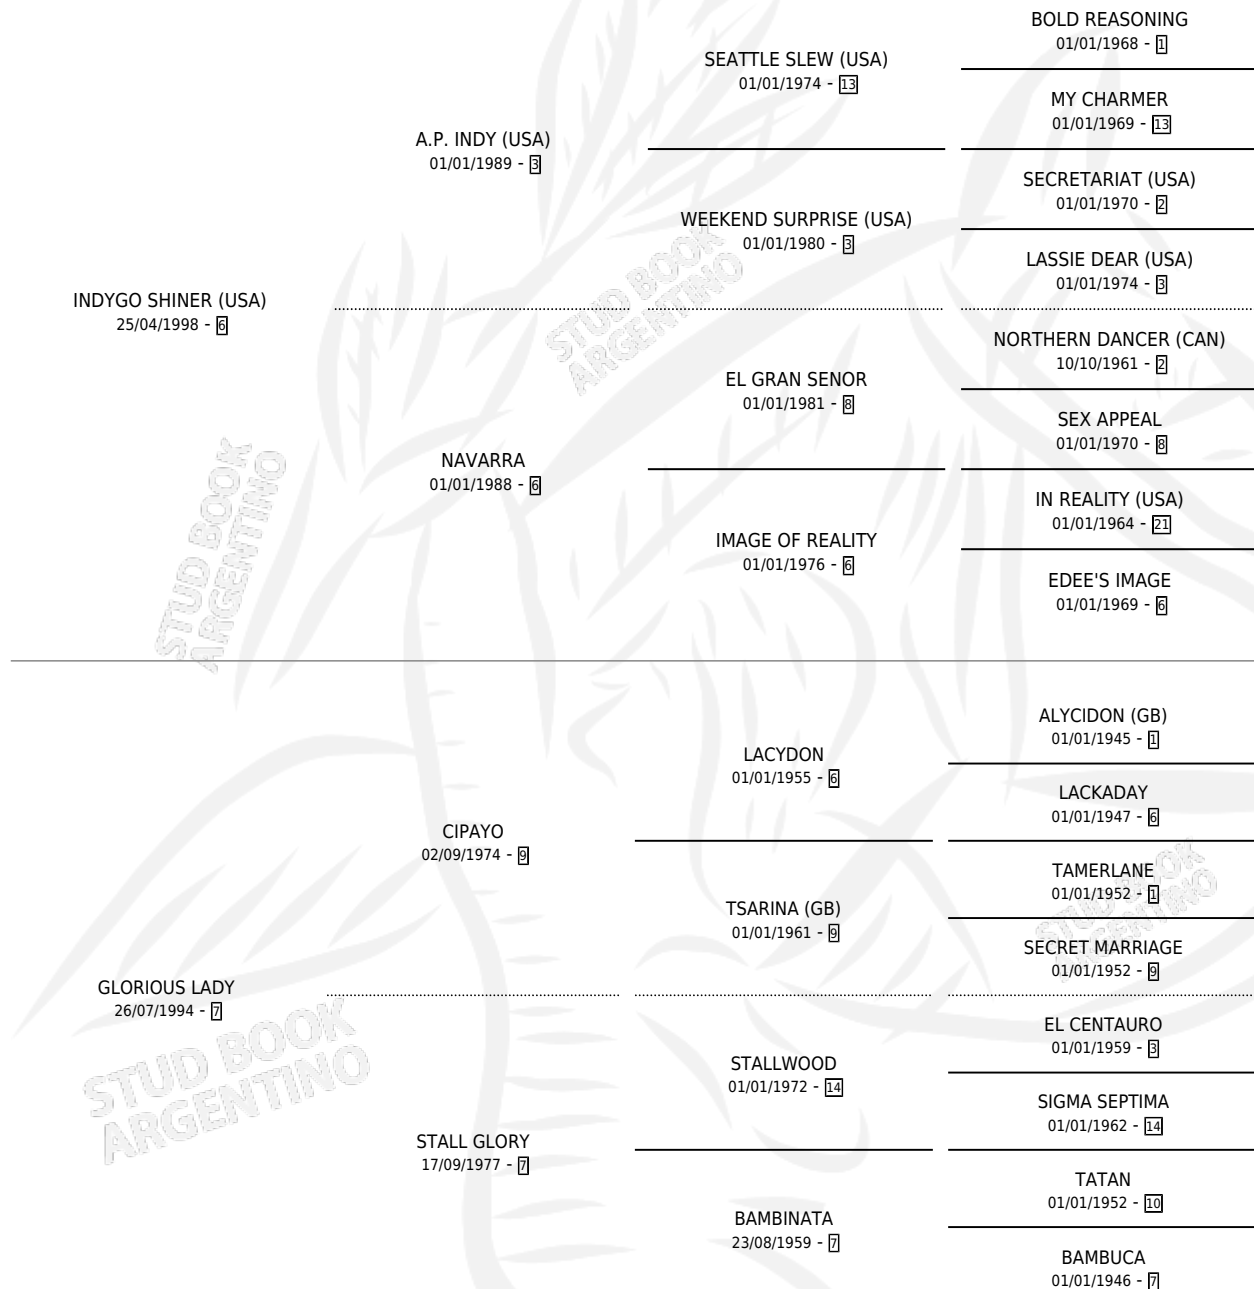 BOLD REASONING
01/01/1968 - 1
SEATTLE SLEW (USA)
01/01/1974 - 13
MY CHARMER
01/01/1969 - 13
A.P. INDY (USA)
01/01/1989 - 3
SECRETARIAT (USA)
01/01/1970 - 2
WEEKEND SURPRISE (USA)
01/01/1980 - 3
LASSIE DEAR (USA)
01/01/1974 - 3
INDYGO SHINER (USA)
25/04/1998 - 6
NORTHERN DANCER (CAN)
10/10/1961 - 2
EL GRAN SENOR
01/01/1981 - 8
SEX APPEAL
01/01/1970 - 8
NAVARRA
01/01/1988 - 6
IN REALITY (USA)
01/01/1964 - 21
IMAGE OF REALITY
01/01/1976 - 6
EDEE'S IMAGE
01/01/1969 - 6
ALYCIDON (GB)
01/01/1945 - 1
LACYDON
01/01/1955 - 6
LACKADAY
01/01/1947 - 6
CIPAYO
02/09/1974 - 9
TAMERLANE
01/01/1952 - 1
TSARINA (GB)
01/01/1961 - 9
SECRET MARRIAGE
01/01/1952 - 9
GLORIOUS LADY
26/07/1994 - 7
EL CENTAURO
01/01/1959 - 3
STALLWOOD
01/01/1972 - 14
SIGMA SEPTIMA
01/01/1962 - 14
STALL GLORY
17/09/1977 - 7
TATAN
01/01/1952 - 10
BAMBINATA
23/08/1959 - 7
BAMBUCA
01/01/1946 - 7
STUD BOOK
ARGENTINO
STUD BOOK
ARGENTINO
STUD BOOK
ARGENTINO
STUD BOOK
ARGENTINO